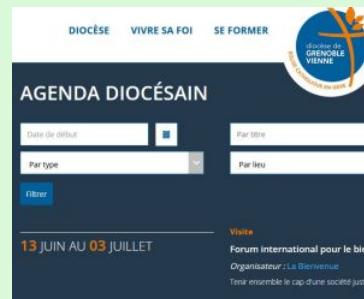 DIOCÈSE VIVRE SA FOI SE FORMER
diocèse de
GRENOBLE
VIENNE
AGENDA DIOCÉSAIN
Date de début
Par titre
Par type
Par lieu
Filtrer
13 JUIN AU 03 JUILLET
Visite
Forum international pour le bie
Organisateur : La Bienvenue
Tenir ensemble le cap d'une société just